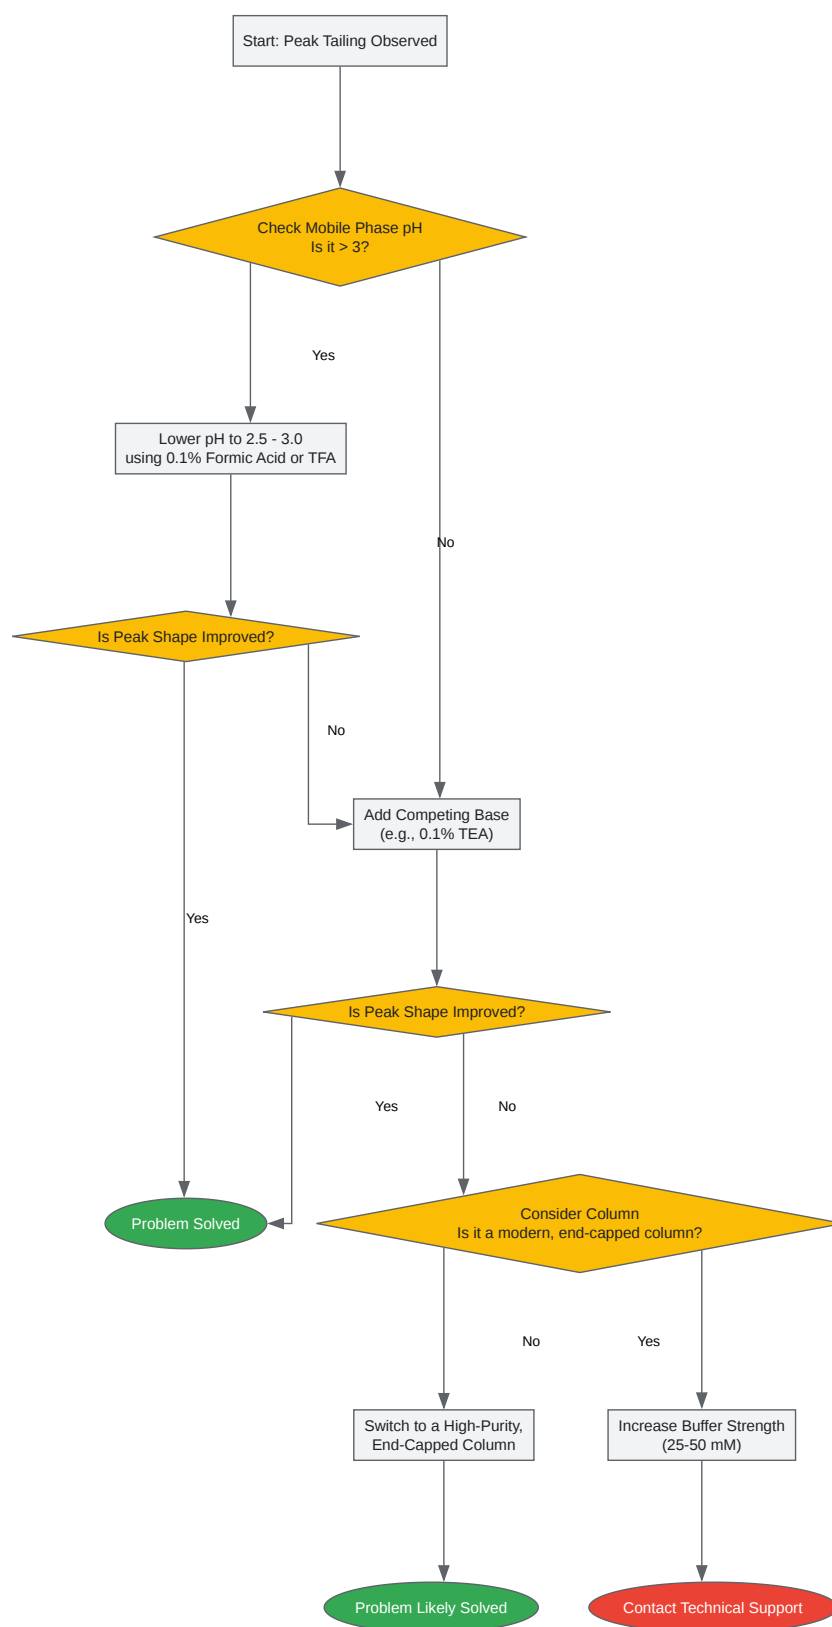 Start: Peak Tailing Observed
Check Mobile Phase pH
Is it > 3?
Yes
Lower pH to 2.5 - 3.0
using 0.1% Formic Acid or TFA
No
Is Peak Shape Improved?
No
Add Competing Base
(e.g., 0.1% TEA)
Yes
Is Peak Shape Improved?
Yes
No
Problem Solved
Consider Column
Is it a modern, end-capped column?
No
Yes
Switch to a High-Purity,
End-Capped Column
Increase Buffer Strength
(25-50 mM)
Problem Likely Solved
Contact Technical Support